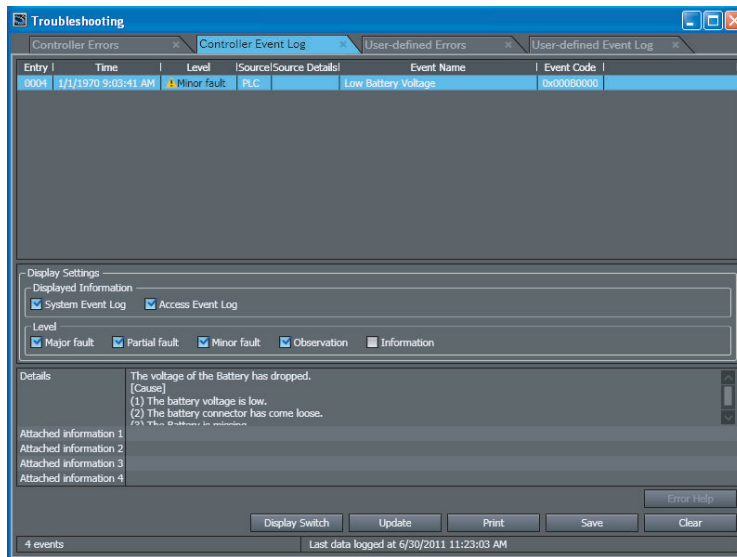 Troubleshooting
Controller Errors
Controller Event Log
User-defined Errors
User-defined Event Log
Entry Time Level Source Source Details Event Name Event Code
0004 1/1/1970 9:03:41 AM Minor fault PLC Low Battery Voltage 0x000B0000
Display Settings
Displayed Information
System Event Log Access Event Log
Level
Major fault Partial fault Minor fault Observation Information
Details
The voltage of the Battery has dropped.
[Cause]
(1) The battery voltage is low.
(2) The battery connector has come loose.
(3) The Battery is missing.
Attached information 1
Attached information 2
Attached information 3
Attached information 4
Error Help
Display Switch Update Print Save Clear
4 events Last data logged at 6/30/2011 11:23:03 AM